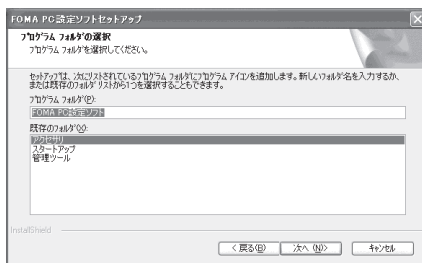 FOMA PC設定ソフトセットアップ
プログラム フォルダの選択
プログラム フォルダを選択してください。
セットアップは、次にリストされているプログラム フォルダにプログラム アイコンを追加します。新しいフォルダ名を入力するか、
または既存のフォルダ リストから1つを選択することもできます。
プログラム フォルダ(P):
FOMA PC設定ソフト
既存のフォルダ(X):
アクセサリ
スタートアップ
管理ツール
InstallShield
< 戻る(B)
次へ (N)>
キャンセル